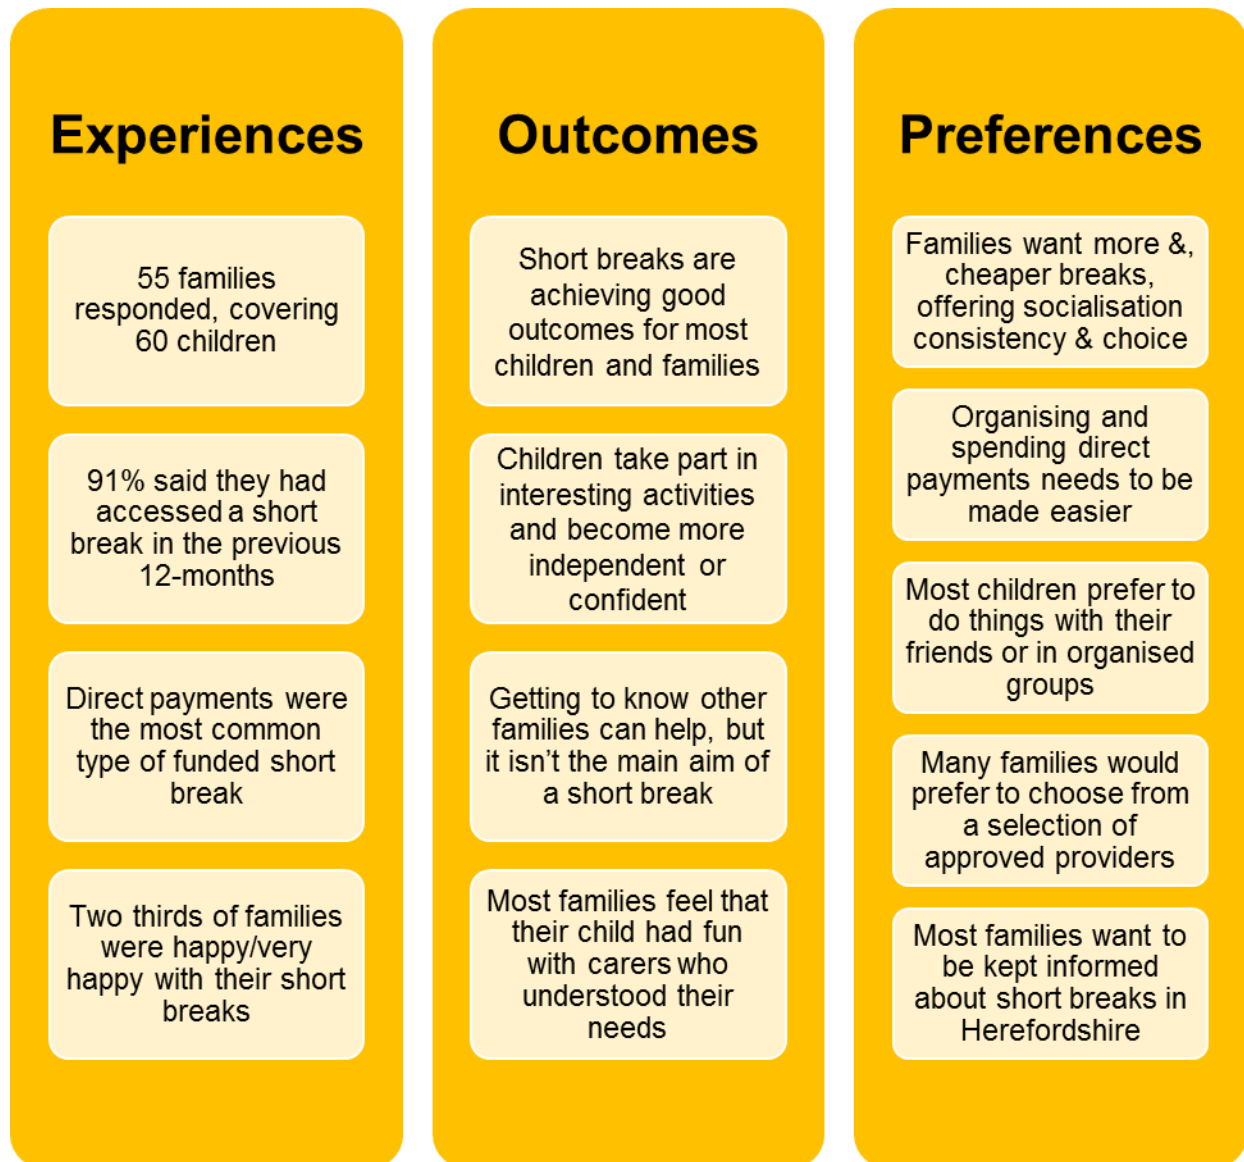 Experiences
55 families
responded, covering
60 children
91% said they had
accessed a short
break in the previous
12-months
Direct payments were
the most common
type of funded short
break
Two thirds of families
were happy/very
happy with their short
breaks
Outcomes
Short breaks are
achieving good
outcomes for most
children and families
Children take part in
interesting activities
and become more
independent or
confident
Getting to know other
families can help, but
it isn’t the main aim of
a short break
Most families feel that
their child had fun
with carers who
understood their
needs
Preferences
Families want more &,
cheaper breaks,
offering socialisation
consistency & choice
Organising and
spending direct
payments needs to be
made easier
Most children prefer to
do things with their
friends or in organised
groups
Many families would
prefer to choose from
a selection of
approved providers
Most families want to
be kept informed
about short breaks in
Herefordshire